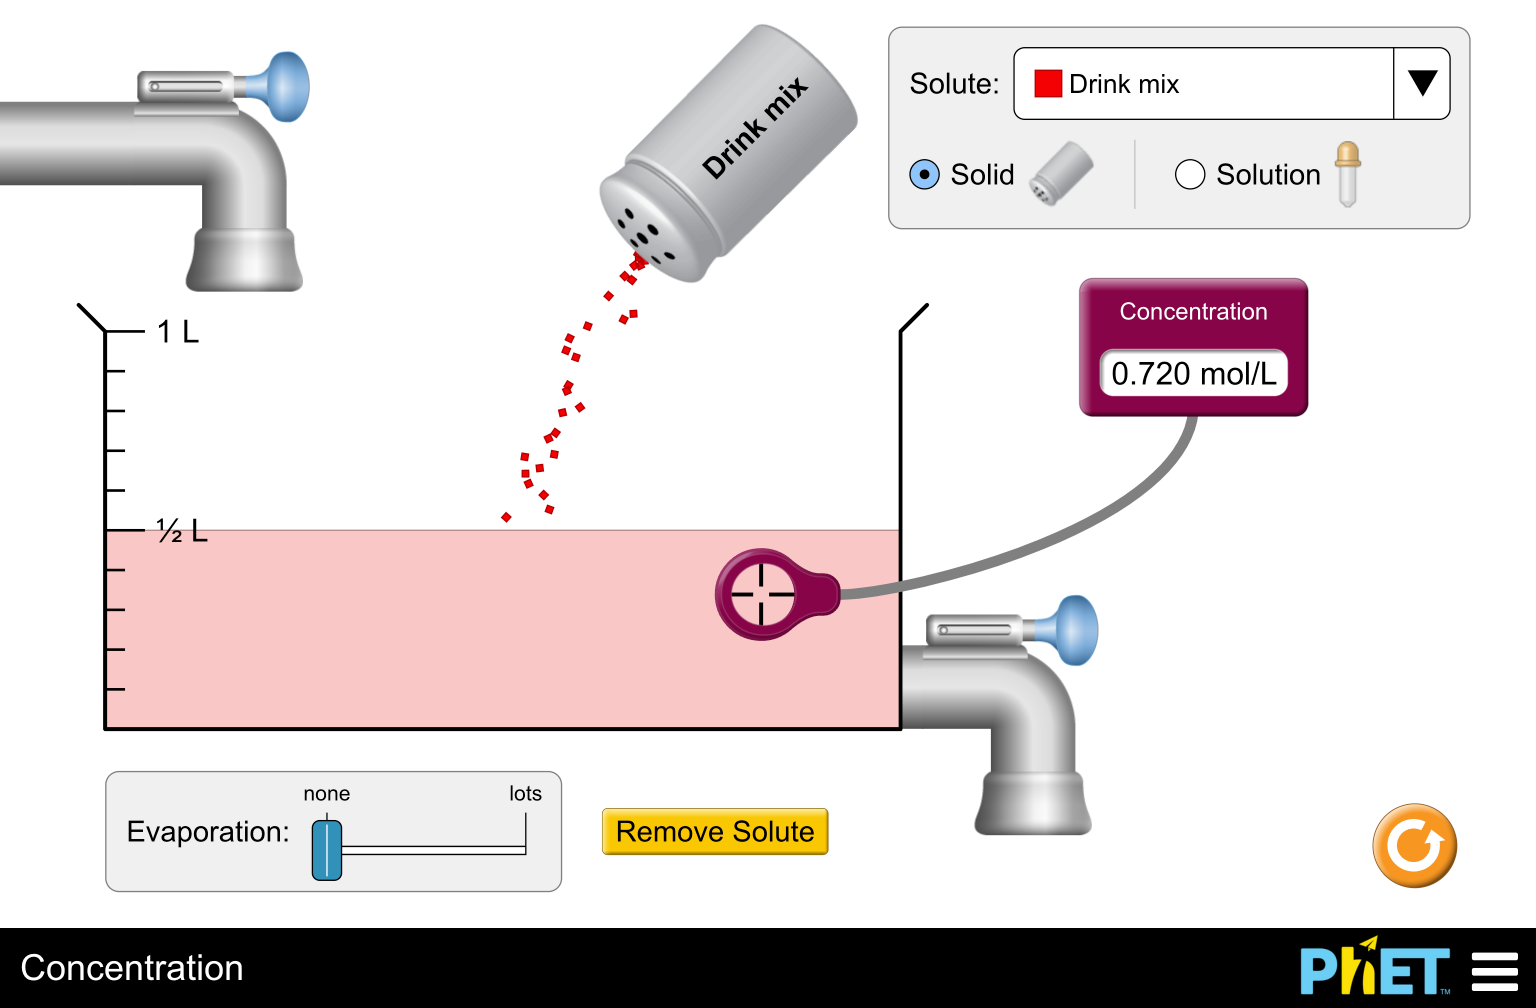 Drink mix
Solute:
Drink mix
Solid
Solution
Concentration
0.720 mol/L
1 L
½ L
none
lots
Evaporation:
Remove Solute
Concentration
PhET™